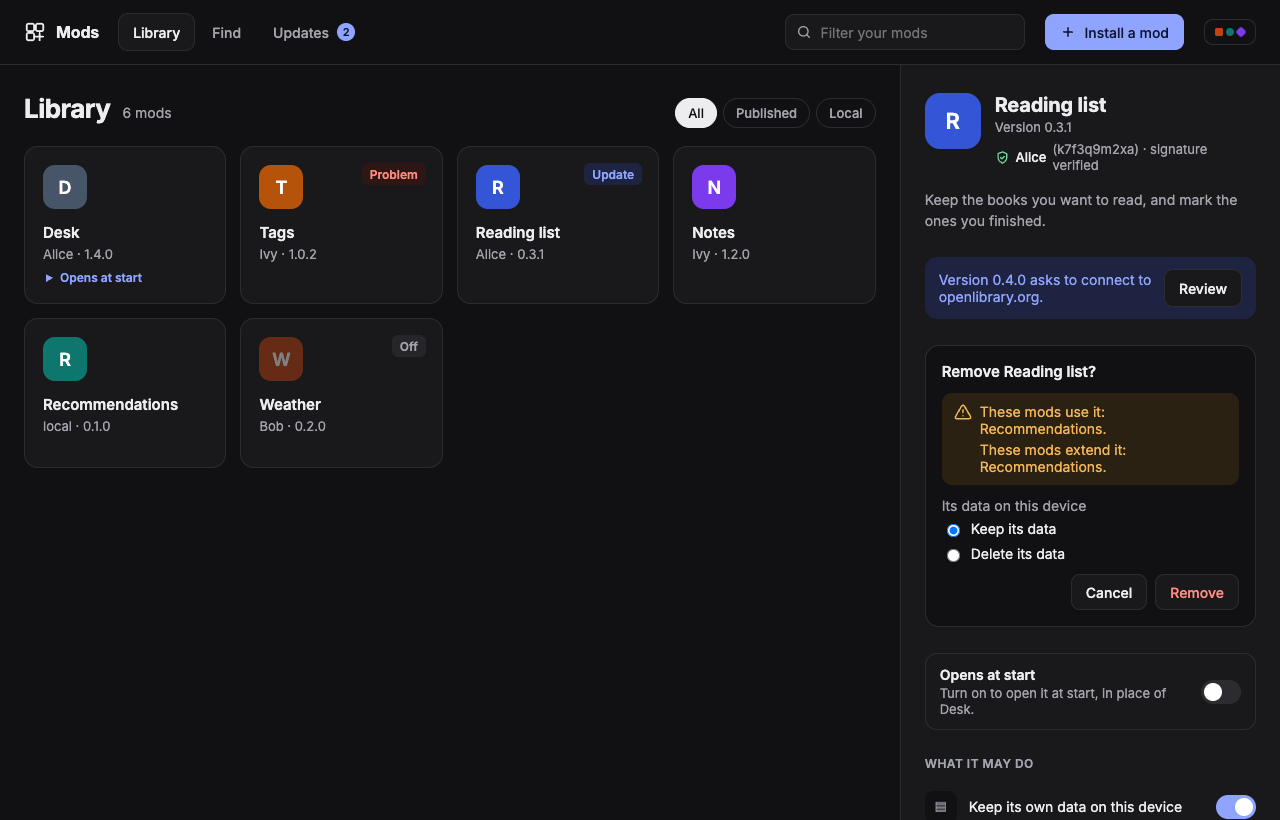 Mods
Library
Find
Updates 2
Filter your mods
+ Install a mod
Library 6 mods
All
Published
Local
D
Desk
Alice · 1.4.0
Opens at start
T
Problem
Tags
Ivy · 1.0.2
R
Update
Reading list
Alice · 0.3.1
N
Notes
Ivy · 1.2.0
R
Recommendations
local · 0.1.0
W
Off
Weather
Bob · 0.2.0
R
Reading list
Version 0.3.1
Alice (k7f3q9m2xa) · signature
verified
Keep the books you want to read, and mark the
ones you finished.
Version 0.4.0 asks to connect to
openlibrary.org.
Review
Remove Reading list?
These mods use it:
Recommendations.
These mods extend it:
Recommendations.
Its data on this device
Keep its data
Delete its data
Cancel
Remove
Opens at start
Turn on to open it at start, in place of
Desk.
WHAT IT MAY DO
Keep its own data on this device